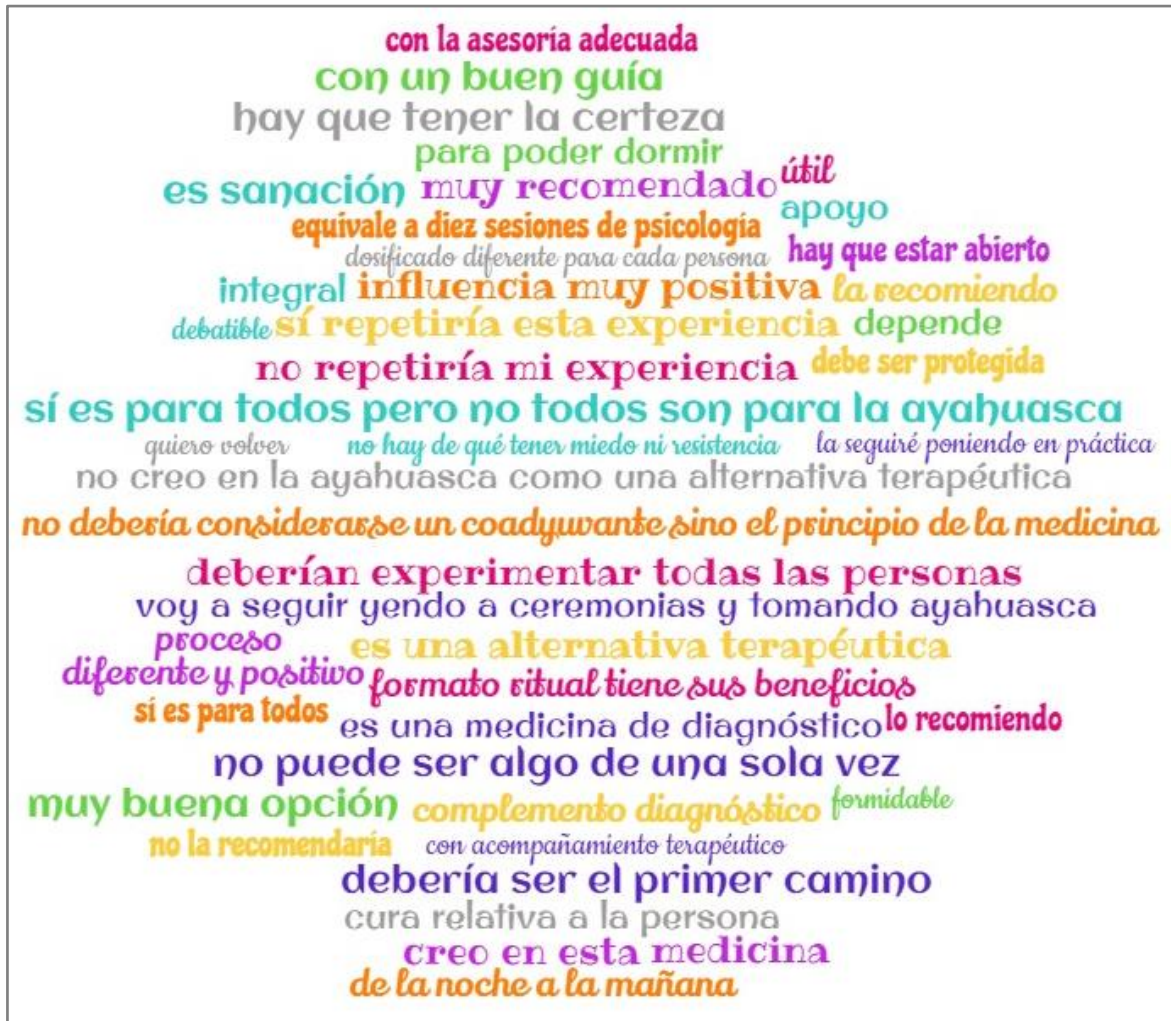 con la asesoría adecuada
con un buen guía
hay que tener la certeza
para poder dormir
es sanación muy recomendado útil
apoyo
equivale a diez sesiones de psicología
dosificado diferente para cada persona hay que estar abierto
integral influencia muy positiva la recomiendo
debatible sí repetiría esta experiencia depende
no repetiría mi experiencia debe ser protegida
sí es para todos pero no todos son para la ayahuasca
quiero volver no hay de qué tener miedo ni resistencia la seguiré poniendo en práctica
no creo en la ayahuasca como una alternativa terapéutica
no debería considerarse un coadyuvante sino el principio de la medicina
deberían experimentar todas las personas
voy a seguir yendo a ceremonias y tomando ayahuasca
proceso es una alternativa terapéutica
diferente y positivo formato ritual tiene sus beneficios
sí es para todos es una medicina de diagnóstico lo recomiendo
no puede ser algo de una sola vez
muy buena opción complemento diagnóstico formidable
no la recomendaría con acompañamiento terapéutico
debería ser el primer camino
cura relativa a la persona
creo en esta medicina
de la noche a la mañana